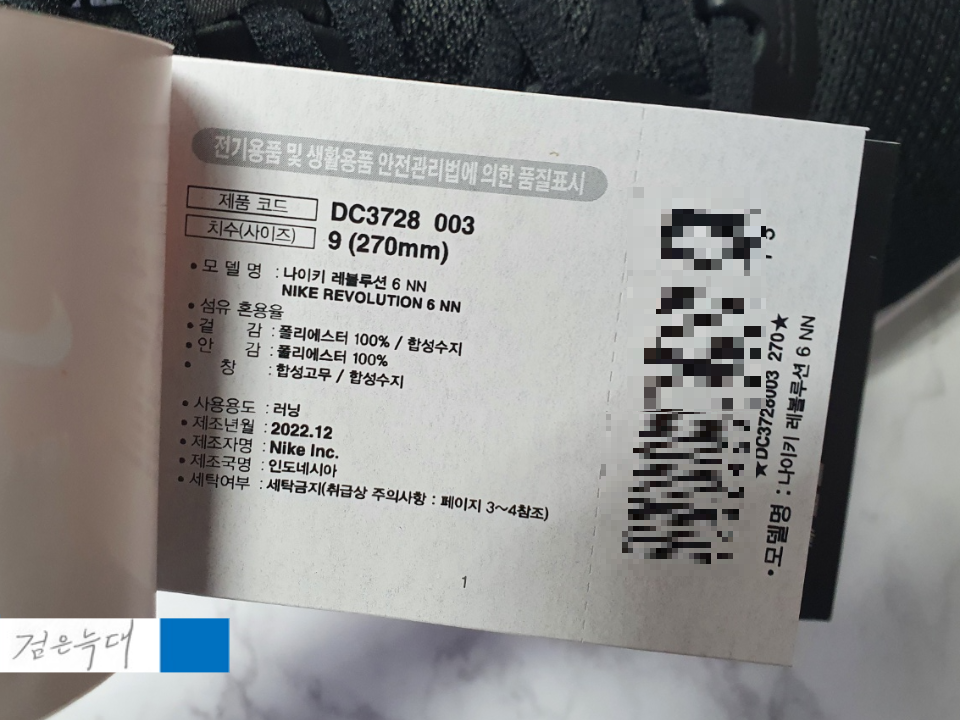 전기용품 및 생활용품 안전관리법에 의한 품질표시
제품 코드 DC3728 003
치수(사이즈) 9 (270mm)
• 모 델 명 : 나이키 레볼루션 6 NN
NIKE REVOLUTION 6 NN
• 섬유 혼용율
• 겉 감 : 폴리에스터 100% / 합성수지
• 안 감 : 폴리에스터 100%
• 창 : 합성고무 / 합성수지
• 사용용도 : 러닝
• 제조년월 : 2022.12
• 제조자명 : Nike Inc.
• 제조국명 : 인도네시아
• 세탁여부 : 세탁금지(취급상 주의사항 : 페이지 3~4참조)
1
★DC3728003 270★
• 모델명 : 나이키 레볼루션 6 NN
검은늑대